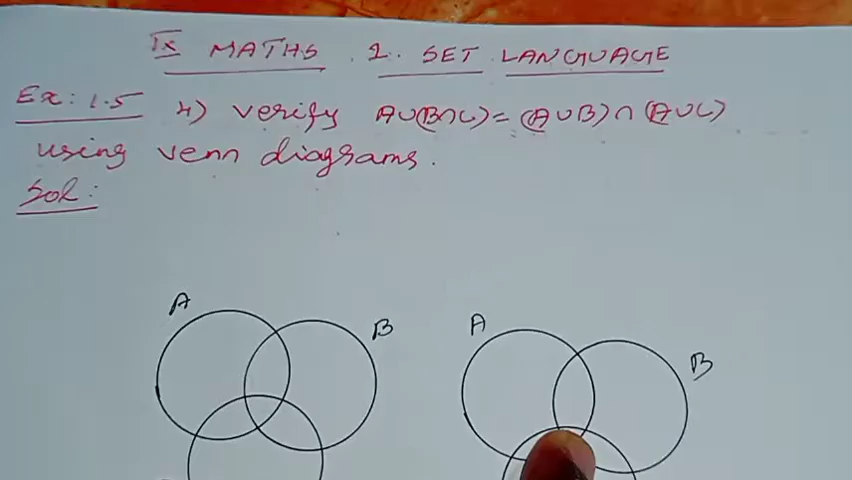 IX MATHS 1. SET LANGUAGE
Ex: 1.5 4) verify A∪(B∩C) = (A∪B)∩(A∪C)
using venn diagrams.
Sol:
A B A B